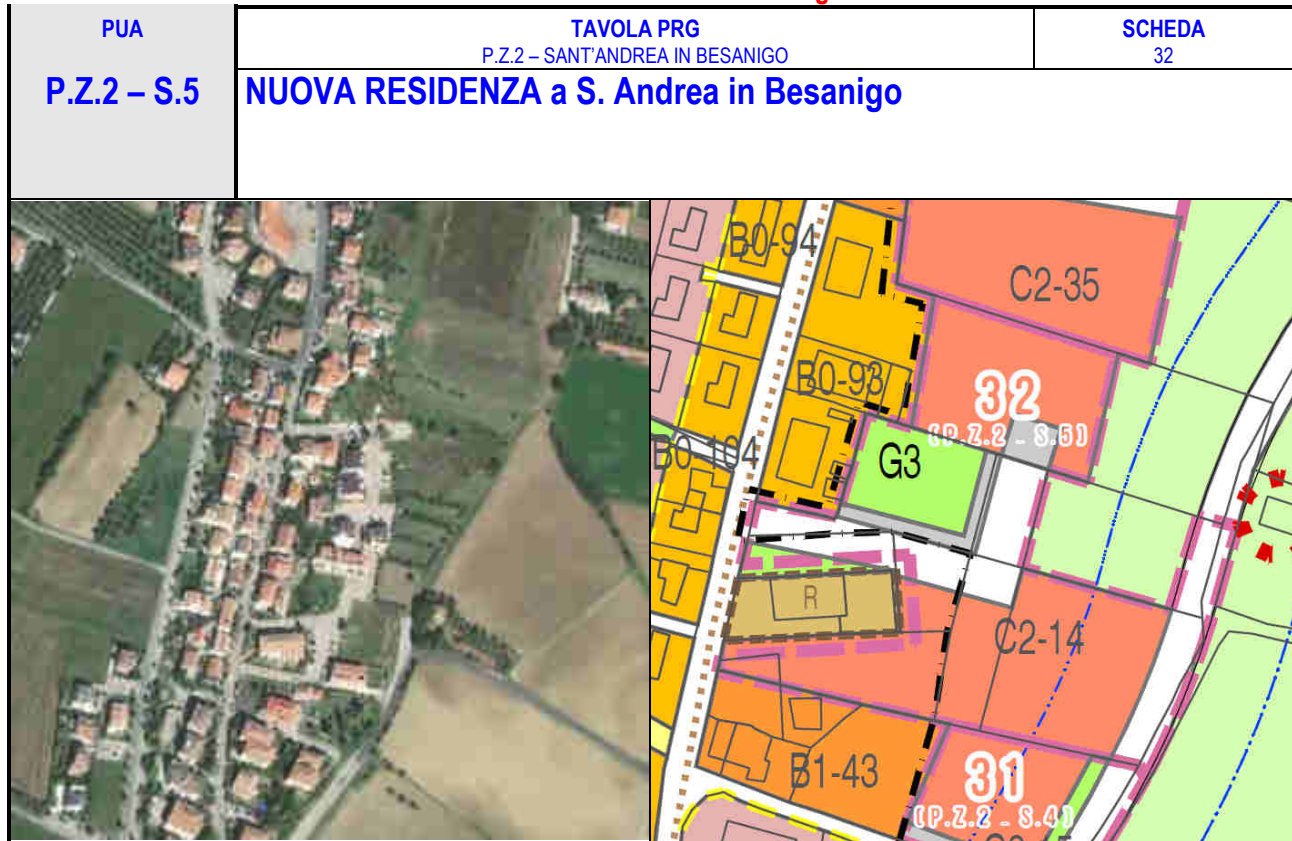 PUA
TAVOLA PRG
SCHEDA
P.Z.2 – SANT'ANDREA IN BESANIGO
32
P.Z.2 – S.5
NUOVA RESIDENZA a S. Andrea in Besanigo
B0-94
C2-35
B0-93
32
(P.Z.2 - S.5)
B0-104
G3
R
C2-14
B1-43
31
(P.Z.2 - S.4)